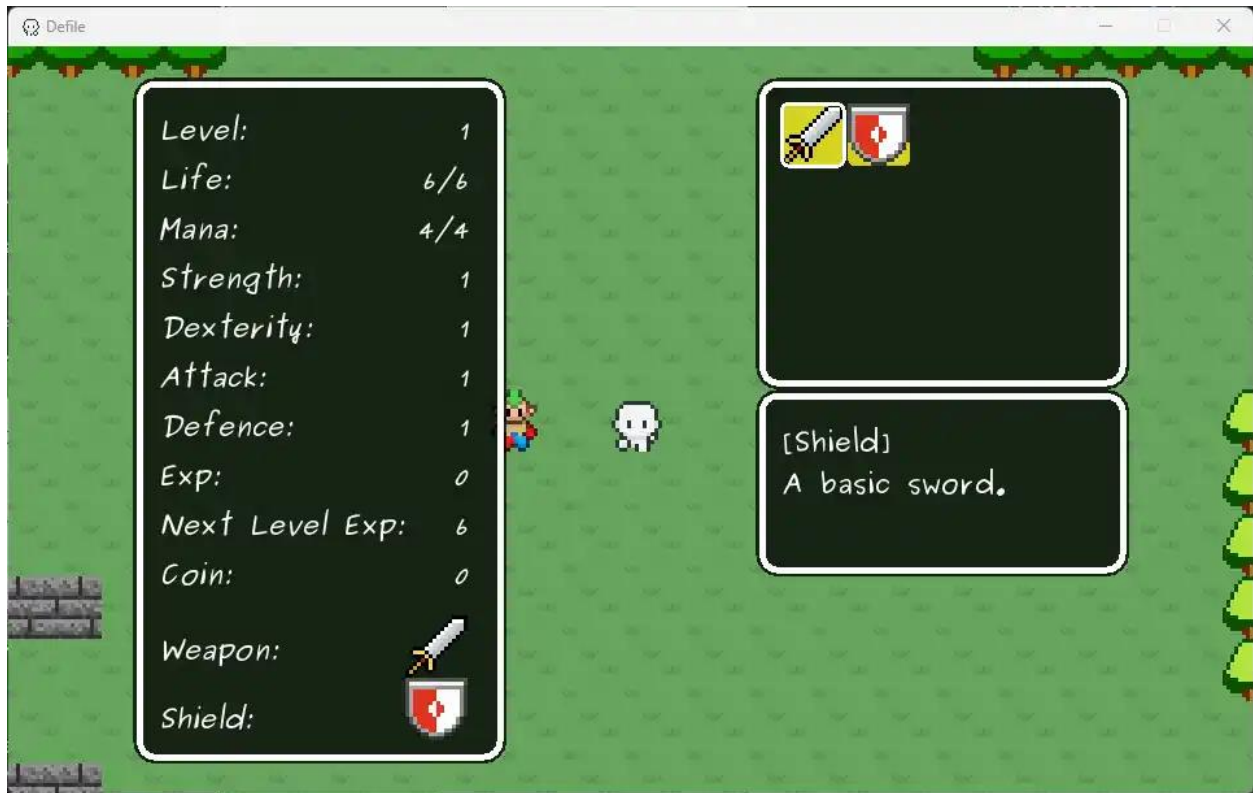 Defile
Level: 1
Life: 6/6
Mana: 4/4
Strength: 1
Dexterity: 1
Attack: 1
Defence: 1
Exp: 0
Next Level Exp: 6
Coin: 0
Weapon:
Shield:
[Shield]
A basic sword.